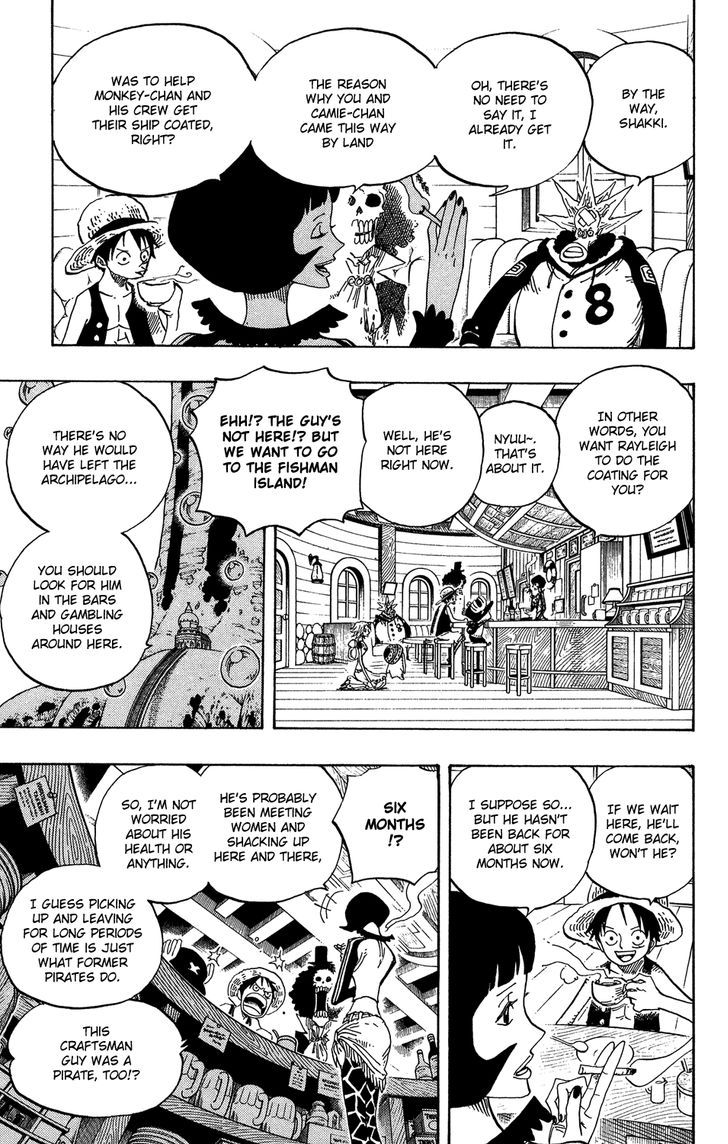 BY THE
WAY,
SHAKKI.
OH, THERE'S
NO NEED TO
SAY IT, I
ALREADY GET
IT.
THE REASON
WHY YOU AND
CAMIE-CHAN
CAME THIS WAY
BY LAND
WAS TO HELP
MONKEY-CHAN AND
HIS CREW GET
THEIR SHIP COATED,
RIGHT?
8
IN OTHER
WORDS, YOU
WANT RAYLEIGH
TO DO THE
COATING FOR
YOU?
NYUU~.
THAT'S
ABOUT IT.
WELL, HE'S
NOT HERE
RIGHT NOW.
EHH!? THE GUY'S
NOT HERE!? BUT
WE WANT TO GO
TO THE FISHMAN
ISLAND!
THERE'S NO
WAY HE WOULD
HAVE LEFT THE
ARCHIPELAGO...
YOU SHOULD
LOOK FOR HIM
IN THE BARS
AND GAMBLING
HOUSES
AROUND HERE.
IF WE WAIT
HERE, HE'LL
COME BACK,
WON'T HE?
I SUPPOSE SO...
BUT HE HASN'T
BEEN BACK FOR
ABOUT SIX
MONTHS NOW.
SIX
MONTHS
!?
HE'S PROBABLY
BEEN MEETING
WOMEN AND
SHACKING UP
HERE AND THERE,
SO, I'M NOT
WORRIED
ABOUT HIS
HEALTH OR
ANYTHING.
I GUESS PICKING
UP AND LEAVING
FOR LONG PERIODS
OF TIME IS JUST
WHAT FORMER
PIRATES DO.
THIS
CRAFTSMAN
GUY WAS A
PIRATE, TOO!?